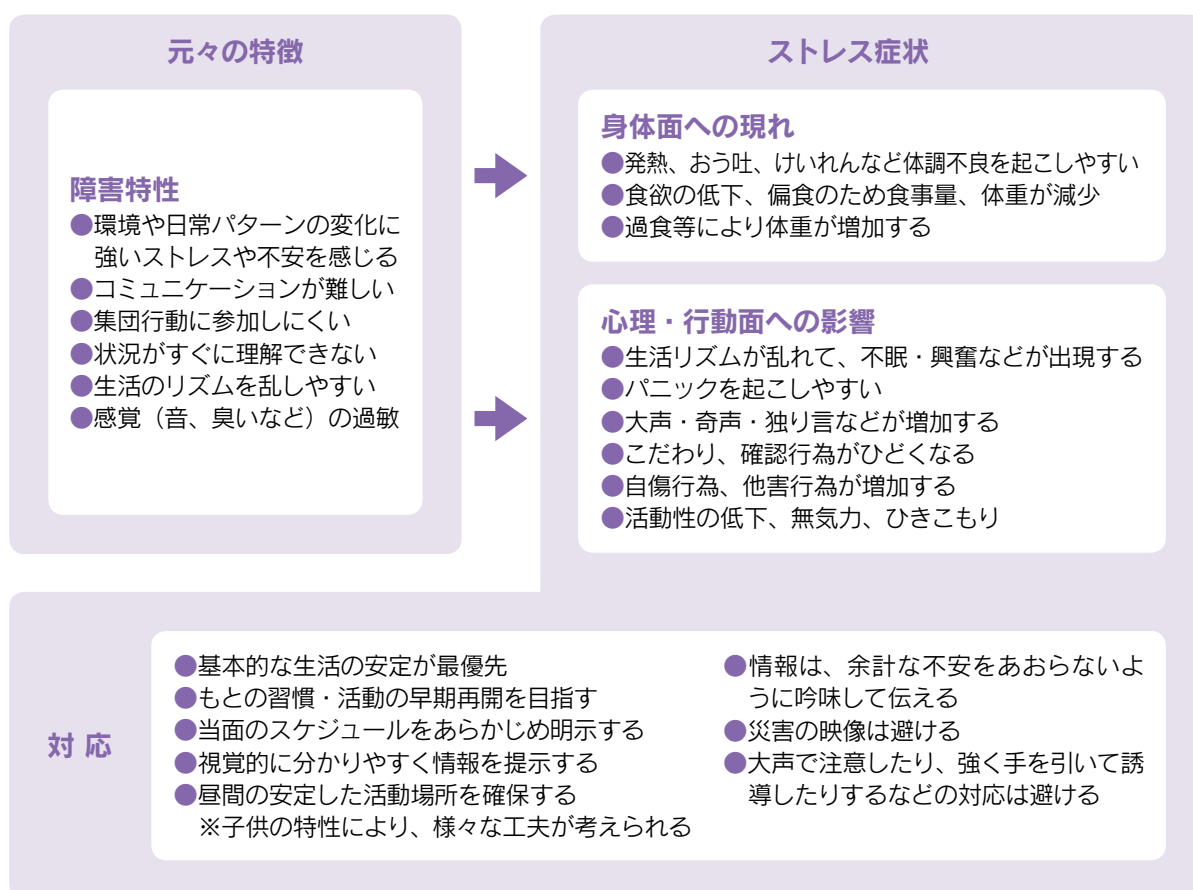 元々の特徴
障害特性
●環境や日常パターンの変化に
強いストレスや不安を感じる
●コミュニケーションが難しい
●集団行動に参加しにくい
●状況がすぐに理解できない
●生活のリズムを乱しやすい
●感覚（音、臭いなど）の過敏
ストレス症状
身体面への現れ
●発熱、おう吐、けいれんなど体調不良を起こしやすい
●食欲の低下、偏食のため食事量、体重が減少
●過食等により体重が増加する
心理・行動面への影響
●生活リズムが乱れて、不眠・興奮などが出現する
●パニックを起こしやすい
●大声・奇声・独り言などが増加する
●こだわり、確認行為がひどくなる
●自傷行為、他害行為が増加する
●活動性の低下、無気力、ひきこもり
対 応
●基本的な生活の安定が最優先
●もとの習慣・活動の早期再開を目指す
●当面のスケジュールをあらかじめ明示する
●視覚的に分かりやすく情報を提示する
●昼間の安定した活動場所を確保する
※子供の特性により、様々な工夫が考えられる
●情報は、余計な不安をあおらないよ
うに吟味して伝える
●災害の映像は避ける
●大声で注意したり、強く手を引いて誘
導したりするなどの対応は避ける